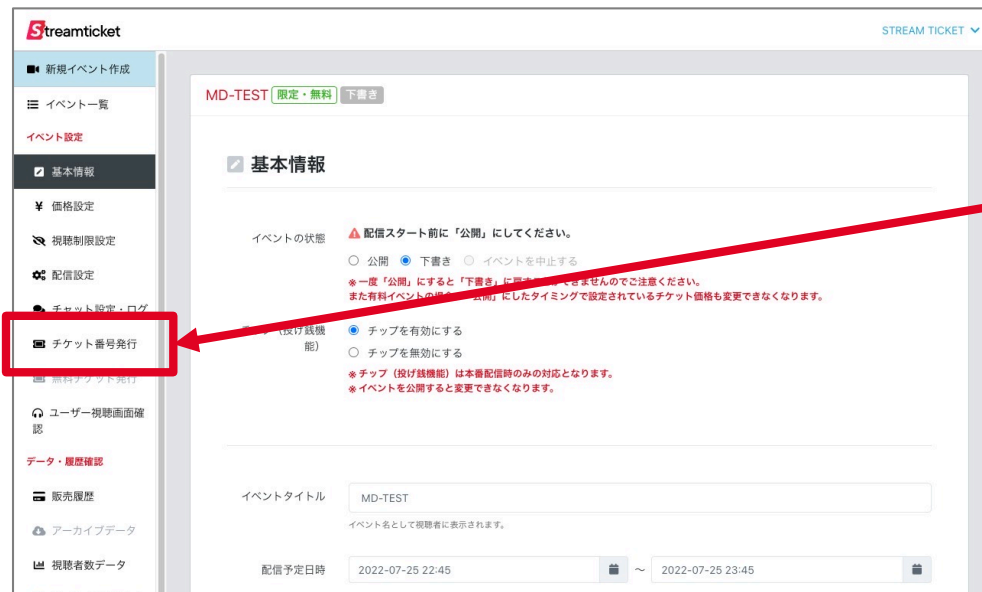 Streamticket
STREAM TICKET
新規イベント作成
イベント一覧
イベント設定
基本情報
価格設定
視聴制限設定
配信設定
チャット設定・ログ
チケット番号発行
無料チケット発行
ユーザー視聴画面確
認
データ・履歴確認
販売履歴
アーカイブデータ
視聴者数データ
MD-TEST 限定・無料 下書き
基本情報
イベントの状態
配信スタート前に「公開」にしてください。
公開 下書き イベントを中止する
※一度「公開」にすると「下書き」に戻す できませんのでご注意ください。
また有料イベントの 公開」にしたタイミングで設定されているチケット価格も変更できなくなります。
(投げ銭機
能)
チップを有効にする
チップを無効にする
※チップ(投げ銭機能)は本番配信時のみの対応となります。
※イベントを公開すると変更できなくなります。
イベントタイトル
MD-TEST
イベント名として視聴者に表示されます。
配信予定日時
2022-07-25 22:45 〜 2022-07-25 23:45